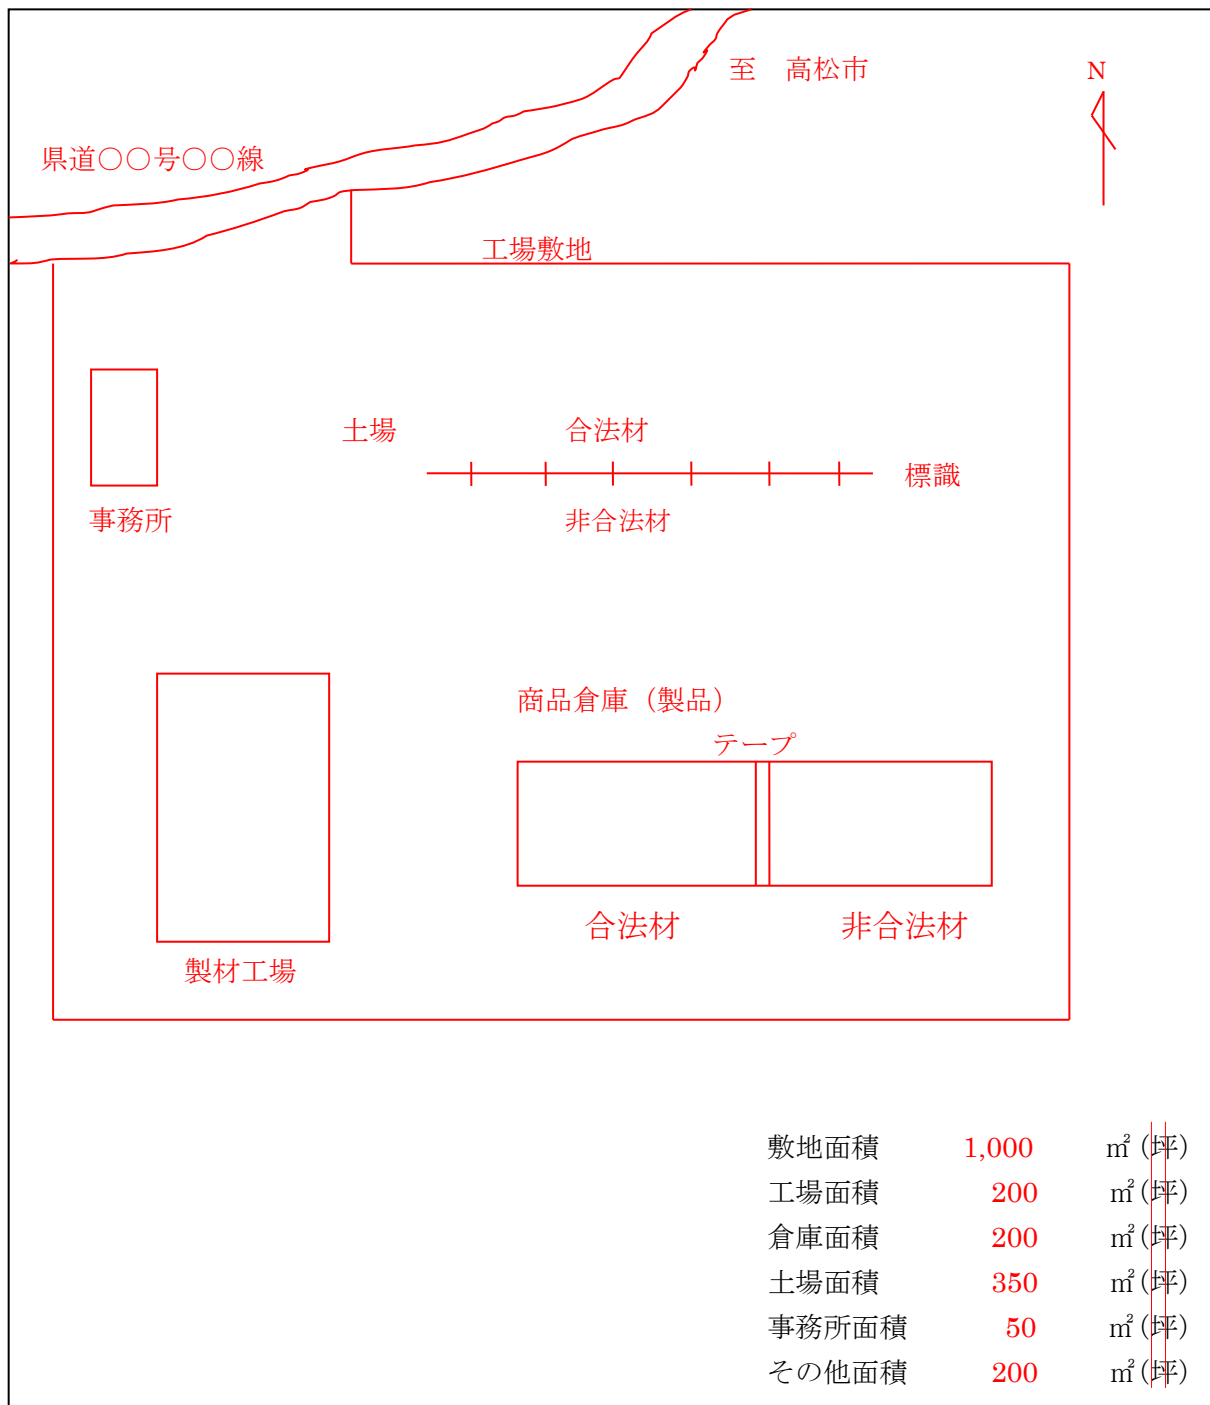 至　高松市
N
県道○○号○○線
工場敷地
土場
合法材
標識
事務所
非合法材
商品倉庫（製品）
テープ
合法材
非合法材
製材工場
敷地面積 1,000 ㎡（坪）
工場面積 200 ㎡（坪）
倉庫面積 200 ㎡（坪）
土場面積 350 ㎡（坪）
事務所面積 50 ㎡（坪）
その他面積 200 ㎡（坪）